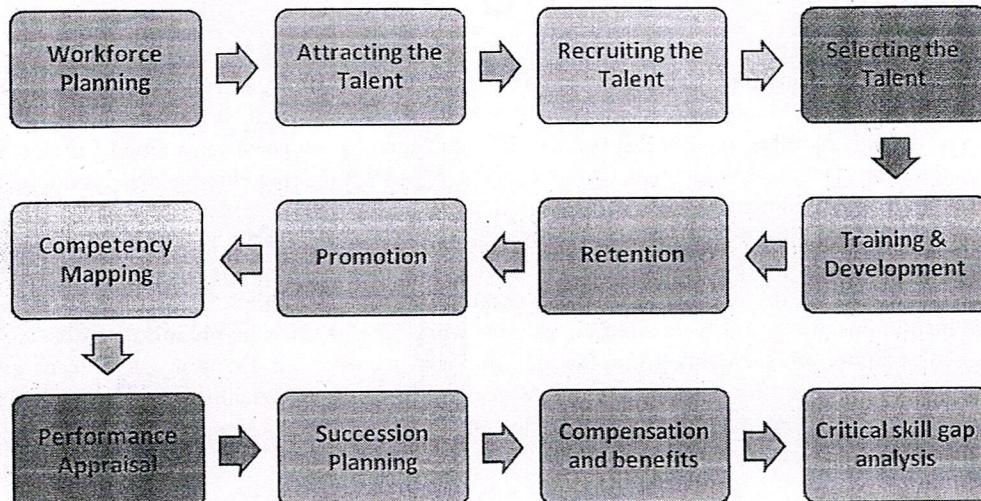 Workforce
Planning
Attracting the
Talent
Recruiting the
Talent
Selecting the
Talent
Training &
Development
Retention
Promotion
Competency
Mapping
Performance
Appraisal
Succession
Planning
Compensation
and benefits
Critical skill gap
analysis